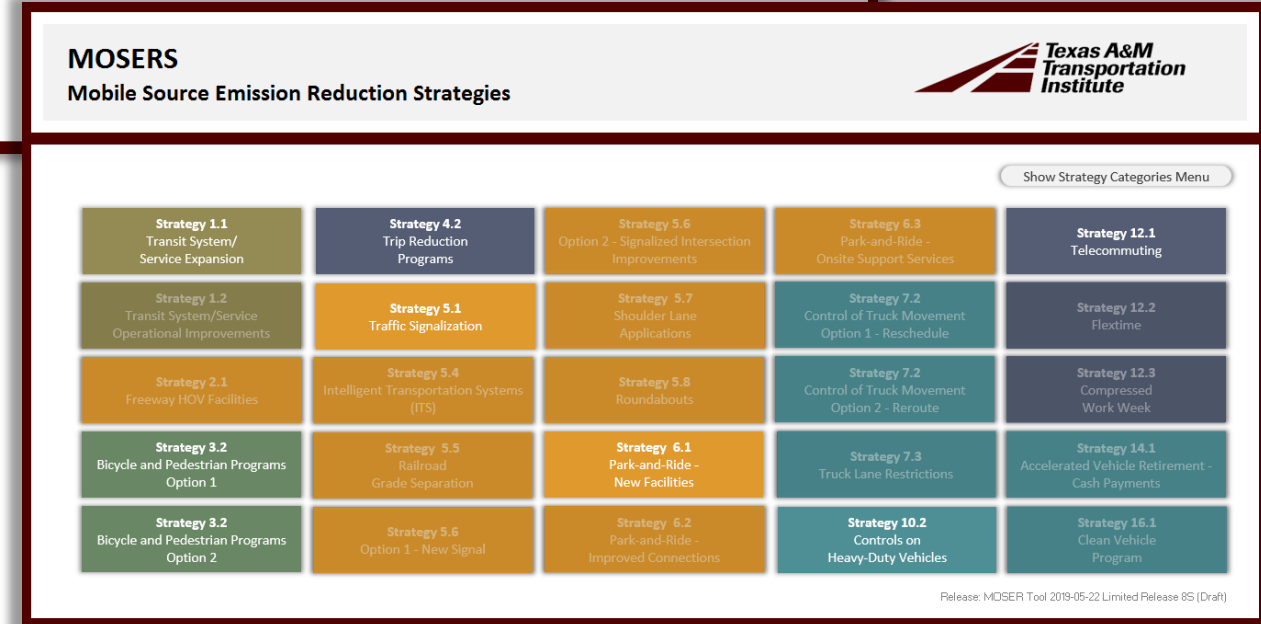 MOSERS
Mobile Source Emission Reduction Strategies
Texas A&M
Transportation
Institute
Show Strategy Categories Menu
Strategy 1.1
Transit System/
Service Expansion
Strategy 1.2
Transit System/Service
Operational Improvements
Strategy 2.1
Freeway HOV Facilities
Strategy 3.2
Bicycle and Pedestrian Programs
Option 1
Strategy 3.2
Bicycle and Pedestrian Programs
Option 2
Strategy 4.2
Trip Reduction
Programs
Strategy 5.1
Traffic Signalization
Strategy 5.4
Intelligent Transportation Systems
(ITS)
Strategy 5.5
Railroad
Grade Separation
Strategy 5.6
Option 1 - New Signal
Strategy 5.6
Option 2 - Signalized Intersection
Improvements
Strategy 5.7
Shoulder Lane
Applications
Strategy 5.8
Roundabouts
Strategy 6.1
Park-and-Ride -
New Facilities
Strategy 6.2
Park-and-Ride -
Improved Connections
Strategy 6.3
Park-and-Ride -
Onsite Support Services
Strategy 7.2
Control of Truck Movement
Option 1 - Reschedule
Strategy 7.2
Control of Truck Movement
Option 2 - Reroute
Strategy 7.3
Truck Lane Restrictions
Strategy 10.2
Controls on
Heavy-Duty Vehicles
Strategy 12.1
Telecommuting
Strategy 12.2
Flextime
Strategy 12.3
Compressed
Work Week
Strategy 14.1
Accelerated Vehicle Retirement -
Cash Payments
Strategy 16.1
Clean Vehicle
Program
Release: MOSER Tool 2019-05-22 Limited Release 8S (Draft)